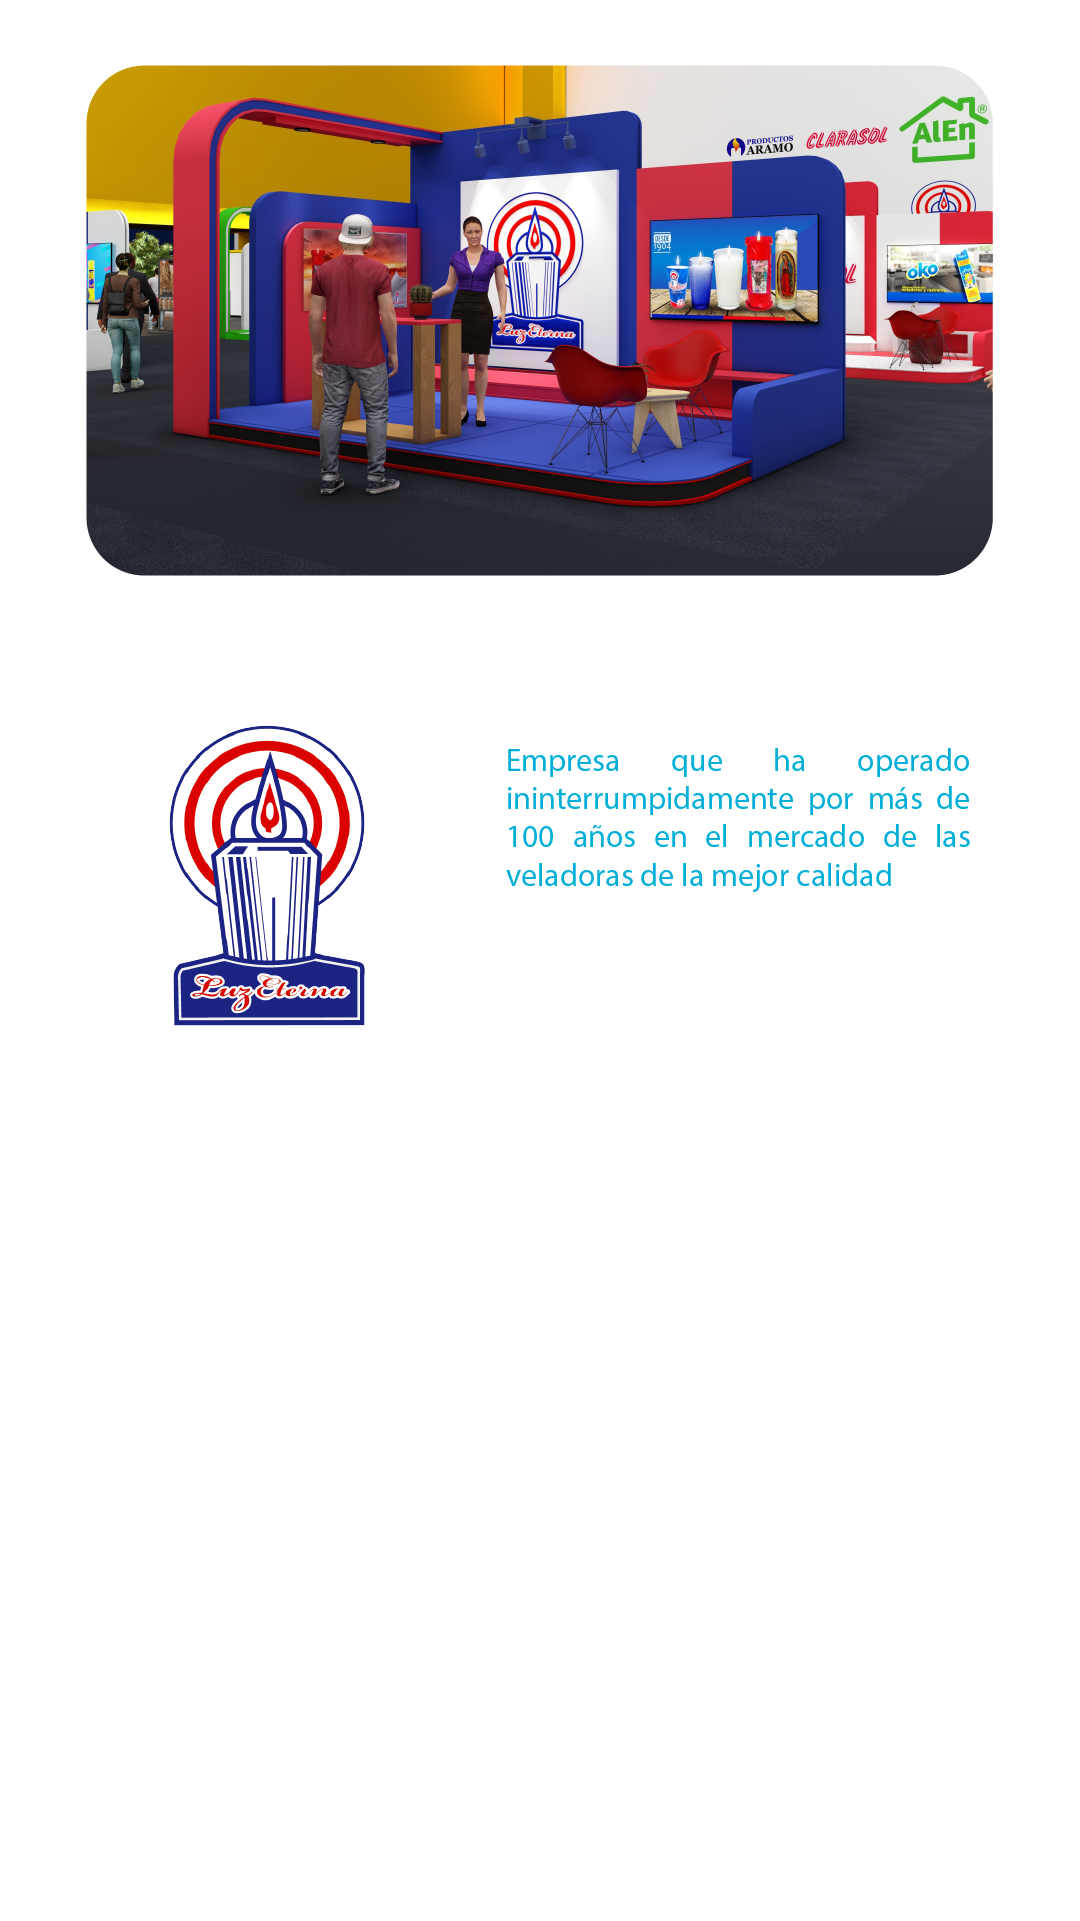 AlEn®
PRODUCTOS
ARAMO
CLARASOL
DESDE
1904
Luz Eterna
oko
Empresa que ha operado
ininterrumpidamente por más de
100 años en el mercado de las
veladoras de la mejor calidad
Luz Eterna